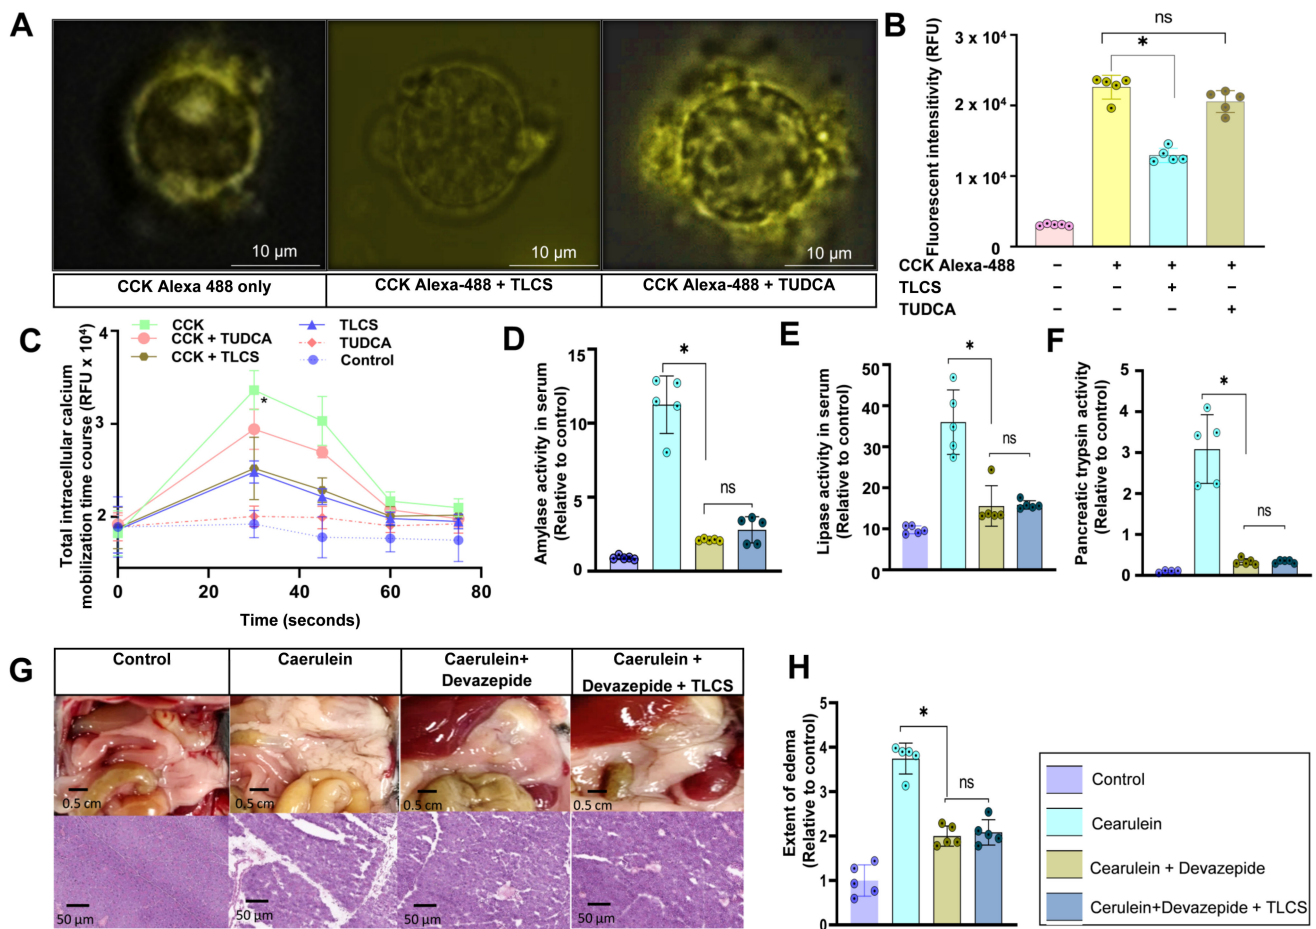 A
10 µm
10 µm
10 µm
CCK Alexa 488 only
CCK Alexa-488 + TLCS
CCK Alexa-488 + TUDCA
B
Fluorescent intensitivity (RFU)
3 x 10⁴
2 x 10⁴
1 x 10⁴
0
ns
*
CCK Alexa-488 – + + +
TLCS – – + –
TUDCA – – – +
C
CCK
CCK + TUDCA
CCK + TLCS
TLCS
TUDCA
Control
Total intracellular calcium
mobilization time course (RFU x 10⁴)
4
3
2
*
0 20 40 60 80
Time (seconds)
D
Amylase activity in serum
(Relative to control)
15
10
5
0
*
ns
E
Lipase activity in serum
(Relative to control)
50
40
30
20
10
0
*
ns
F
Pancreatic trypsin activity
(Relative to control)
5
4
3
2
1
0
*
ns
G
Control
Caerulein
Caerulein+
Devazepide
Caerulein +
Devazepide + TLCS
0.5 cm
0.5 cm
0.5 cm
0.5 cm
50 µm
50 µm
50 µm
50 µm
H
Extent of edema
(Relative to control)
5
4
3
2
1
0
*
ns
Control
Cearulein
Cearulein + Devazepide
Cerulein+Devazepide + TLCS